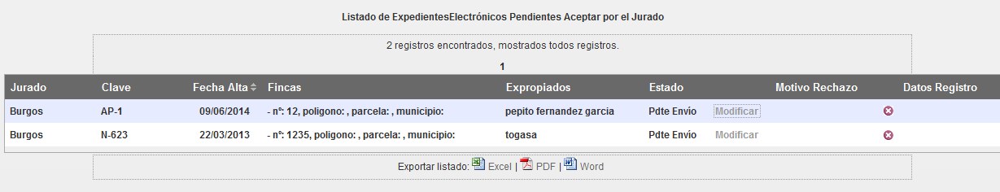 Listado de ExpedientesElectrónicos Pendientes Aceptar por el Jurado
2 registros encontrados, mostrados todos registros.
1
Jurado Clave Fecha Alta Fincas Expropiados Estado Motivo Rechazo Datos Registro
Burgos AP-1 09/06/2014 - nº: 12, poligono: , parcela: , municipio: pepito fernandez garcia Pdte Envío Modificar
Burgos N-623 22/03/2013 - nº: 1235, poligono: , parcela: , municipio: togasa Pdte Envío Modificar
Exportar listado: Excel | PDF | Word